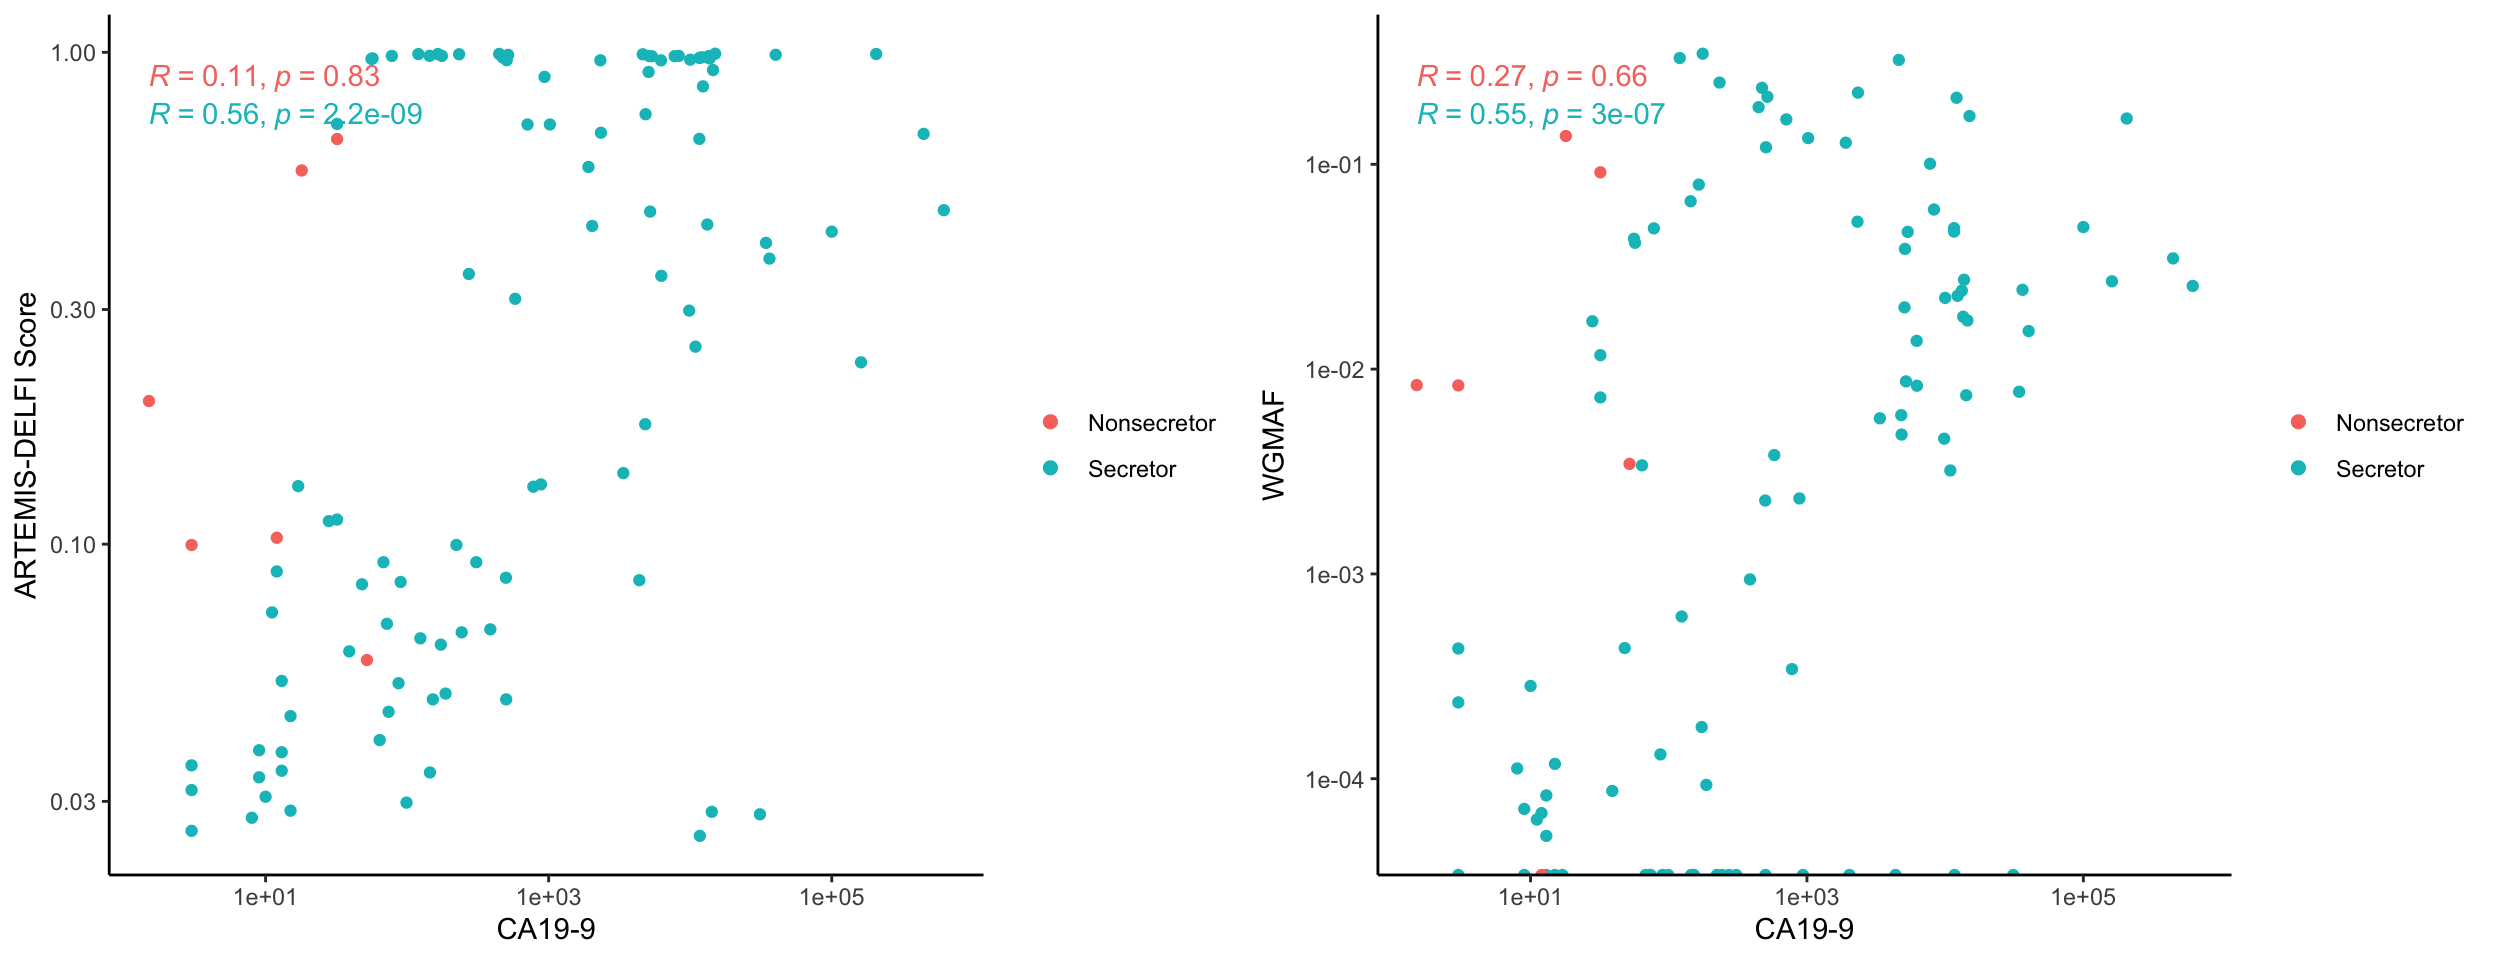 R = 0.11, p = 0.83
R = 0.56, p = 2.2e-09
1.00
0.30
0.10
0.03
ARTEMIS-DELFI Score
1e+01
1e+03
1e+05
CA19-9
Nonsecretor
Secretor
R = 0.27, p = 0.66
R = 0.55, p = 3e-07
1e-01
1e-02
1e-03
1e-04
WGMAF
1e+01
1e+03
1e+05
CA19-9
Nonsecretor
Secretor